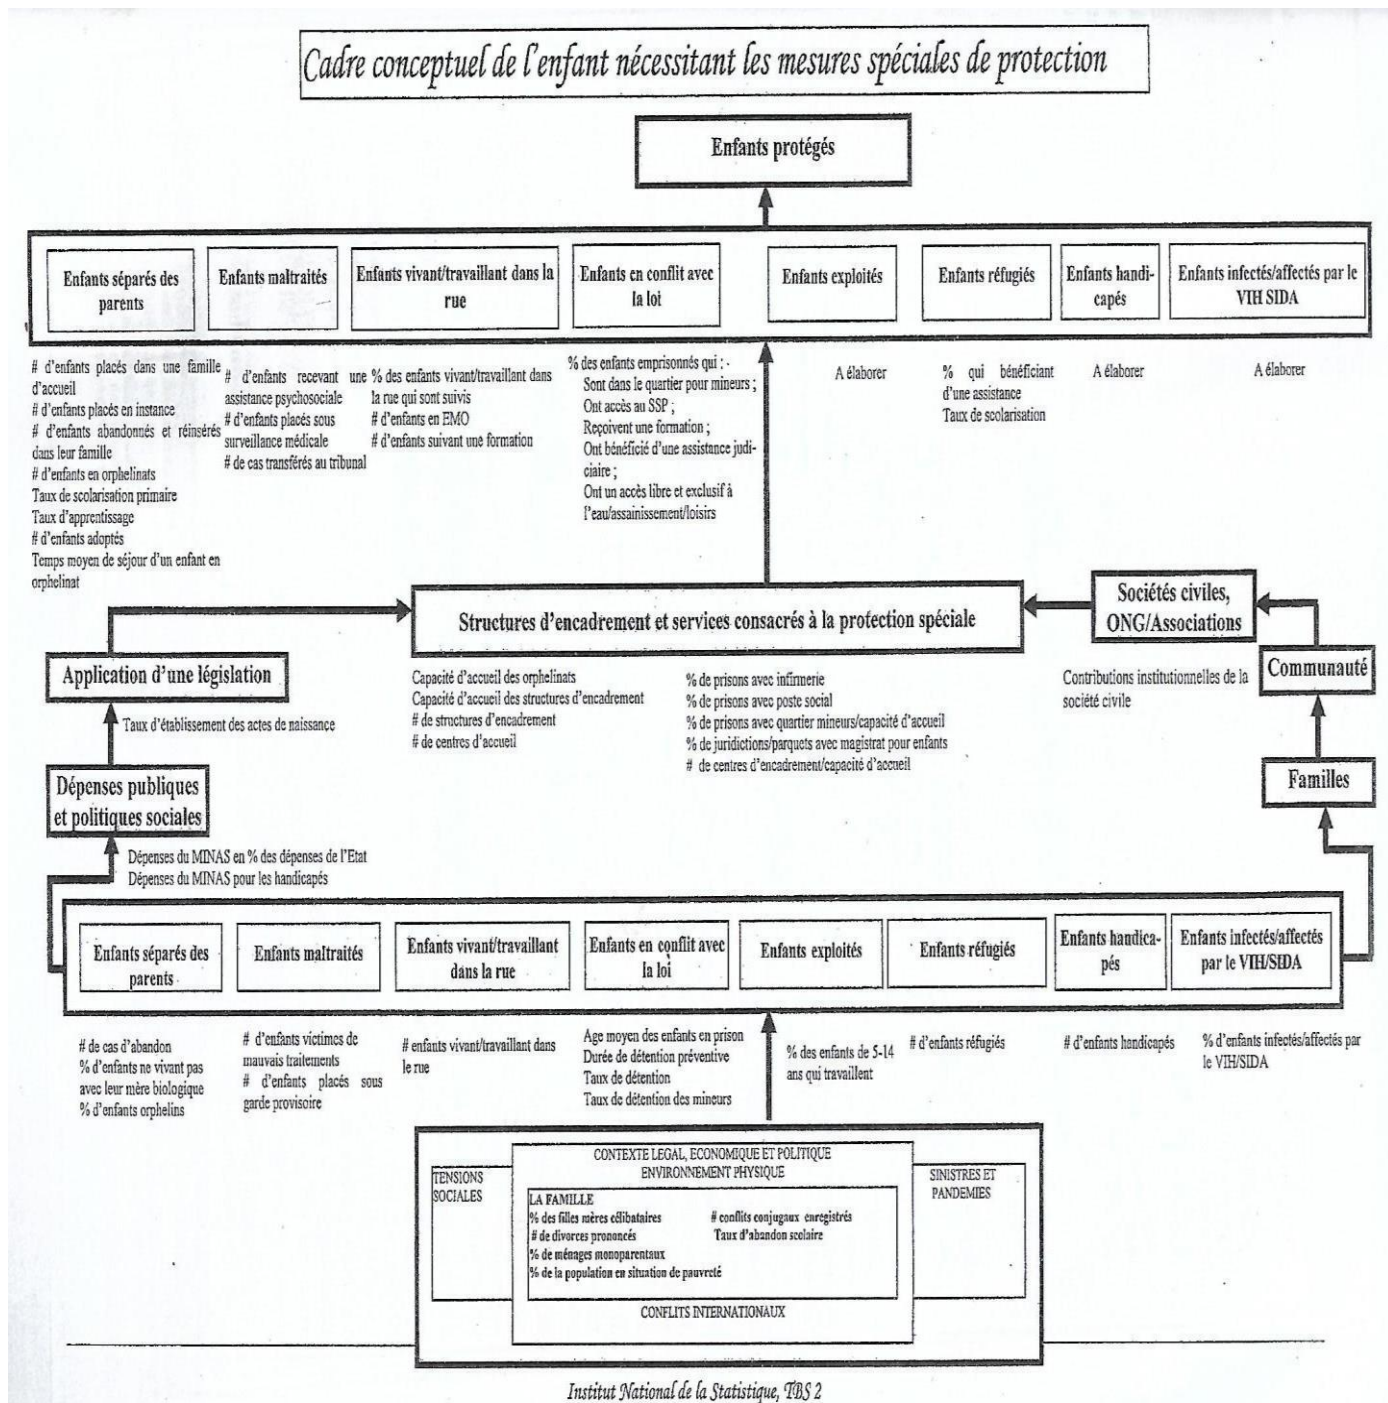 Cadre conceptuel de l'enfant nécessitant les mesures spéciales de protection
Enfants protégés
Enfants séparés des
parents
Enfants maltraités
Enfants vivant/travaillant dans la
rue
Enfants en conflit avec
la loi
Enfants exploités
Enfants réfugiés
Enfants handi-
capés
Enfants infectés/affectés par le
VIH SIDA
# d'enfants placés dans une famille
d'accueil
# d'enfants placés en instance
# d'enfants abandonnés et réinsérés
dans leur famille
# d'enfants en orphelinats
Taux de scolarisation primaire
Taux d'apprentissage
# d'enfants adoptés
Temps moyen de séjour d'un enfant en
orphelinat
# d'enfants recevant une
assistance psychosociale
# d'enfants placés sous
surveillance médicale
# de cas transférés au tribunal
% des enfants vivant/travaillant dans
la rue qui sont suivis
# d'enfants en EMO
# d'enfants suivant une formation
% des enfants emprisonnés qui :
Sont dans le quartier pour mineurs ;
Ont accès au SSP ;
Reçoivent une formation ;
Ont bénéficié d'une assistance judi-
ciaire ;
Ont un accès libre et exclusif à
l'eau/assainissement/loisirs
A élaborer
% qui bénéficiant
d'une assistance
Taux de scolarisation
A élaborer
A élaborer
Structures d'encadrement et services consacrés à la protection spéciale
Sociétés civiles,
ONG/Associations
Application d'une législation
Communauté
Capacité d'accueil des orphelinats
Capacité d'accueil des structures d'encadrement
# de structures d'encadrement
# de centres d'accueil
% de prisons avec infirmerie
% de prisons avec poste social
% de prisons avec quartier mineurs/capacité d'accueil
% de juridictions/parquets avec magistrat pour enfants
# de centres d'encadrement/capacité d'accueil
Contributions institutionnelles de la
société civile
Taux d'établissement des actes de naissance
Dépenses publiques
et politiques sociales
Familles
Dépenses du MINAS en % des dépenses de l'Etat
Dépenses du MINAS pour les handicapés
Enfants séparés des
parents
Enfants maltraités
Enfants vivant/travaillant
dans la rue
Enfants en conflit avec
la loi
Enfants exploités
Enfants réfugiés
Enfants handica-
pés
Enfants infectés/affectés
par le VIH/SIDA
# de cas d'abandon
% d'enfants ne vivant pas
avec leur mère biologique
% d'enfants orphelins
# d'enfants victimes de
mauvais traitements
# d'enfants placés sous
garde provisoire
# enfants vivant/travaillant dans
le rue
Age moyen des enfants en prison
Durée de détention préventive
Taux de détention
Taux de détention des mineurs
% des enfants de 5-14
ans qui travaillent
# d'enfants réfugiés
# d'enfants handicapés
% d'enfants infectés/affectés par
le VIH/SIDA
CONTEXTE LEGAL, ECONOMIQUE ET POLITIQUE
ENVIRONNEMENT PHYSIQUE
TENSIONS
SOCIALES
SINISTRES ET
PANDEMIES
LA FAMILLE
% des filles mères célibataires
# de divorces prononcés
% de ménages monoparentaux
% de la population en situation de pauvreté
# conflits conjugaux enregistrés
Taux d'abandon scolaire
CONFLITS INTERNATIONAUX
Institut National de la Statistique, TBS 2